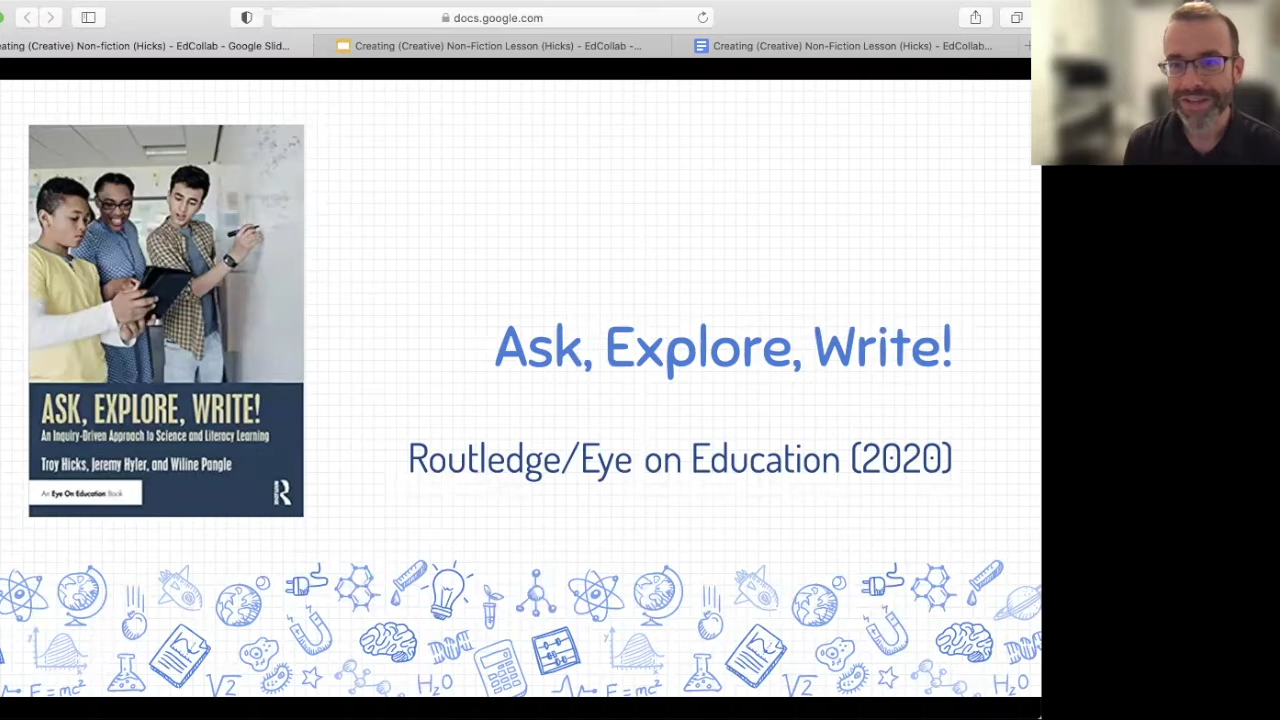 docs.google.com
eating (Creative) Non-fiction (Hicks) - EdCollab - Google Slid...
Creating (Creative) Non-Fiction Lesson (Hicks) - EdCollab -...
Creating (Creative) Non-Fiction Lesson (Hicks) - EdCollab...
Ask, Explore, Write!
Routledge/Eye on Education (2020)
ASK, EXPLORE, WRITE!
An Inquiry-Driven Approach to Science and Literacy Learning
Troy Hicks, Jeremy Hyler, and Wiline Pangle
An Eye On Education Book
R
E=mc²
√2
H₂O
E=mc²
√2
H₂O